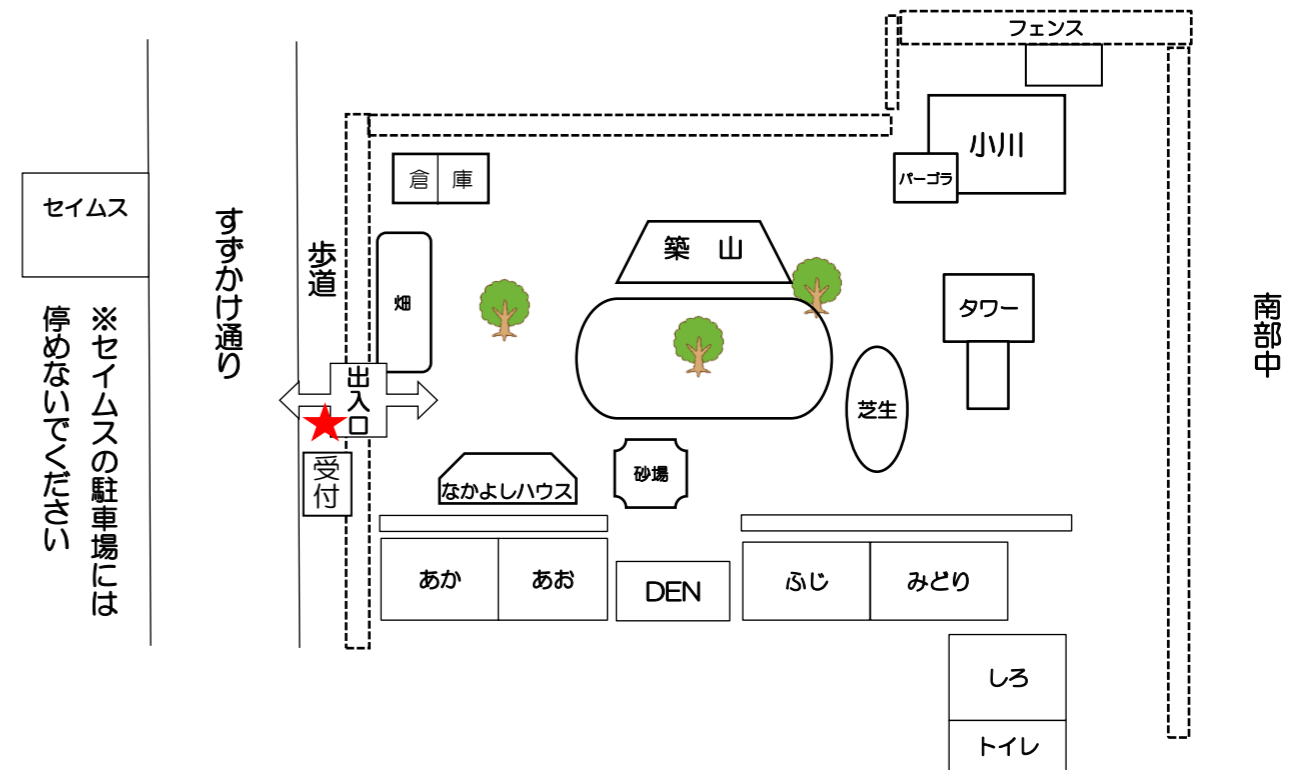 フェンス
小川
パーゴラ
倉庫
セイムス
すずかけ通り
歩道
築 山
畑
タワー
南部中
※セイムスの駐車場には
停めないでください
出入口
芝生
受付
なかよしハウス
砂場
あか
あお
DEN
ふじ
みどり
しろ
トイレ